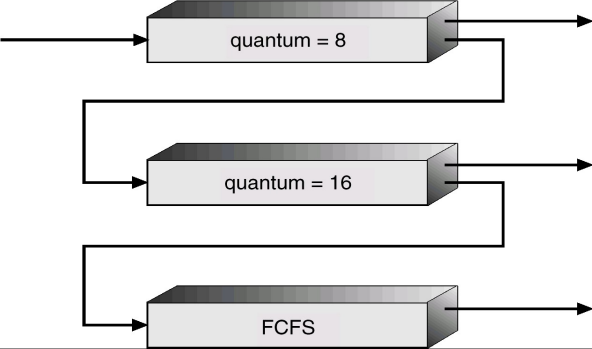 quantum = 8
quantum = 16
FCFS